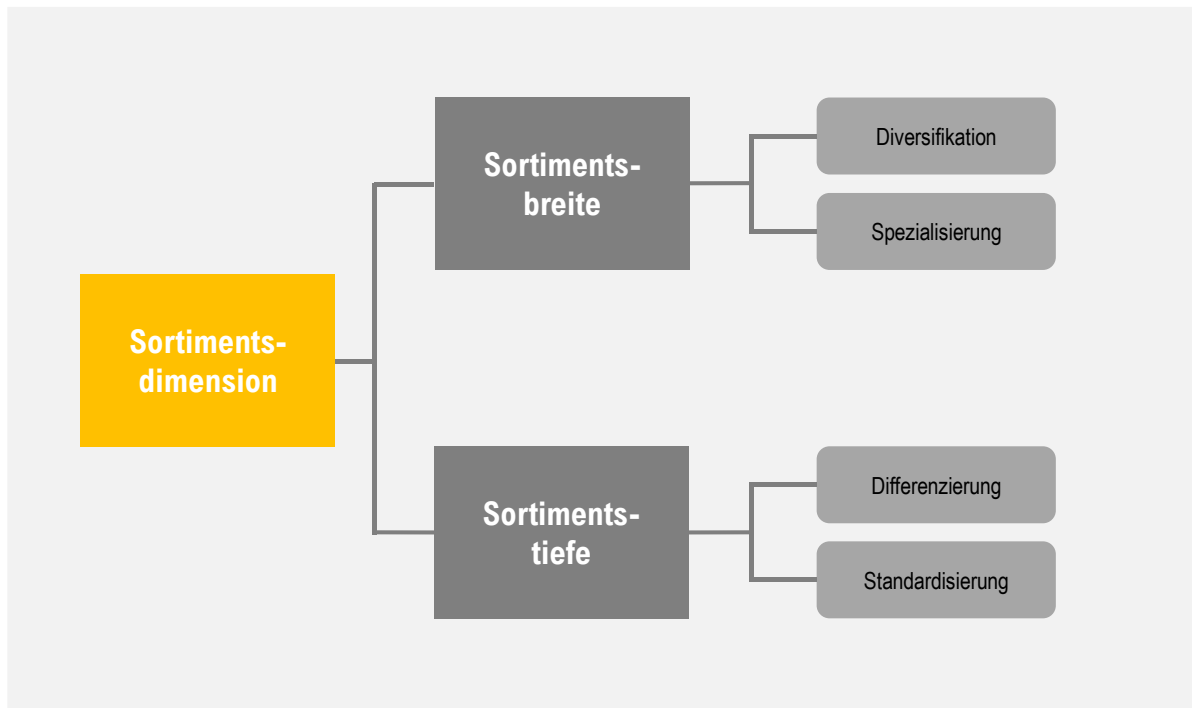 Sortiments-
dimension
Sortiments-
breite
Diversifikation
Spezialisierung
Sortiments-
tiefe
Differenzierung
Standardisierung